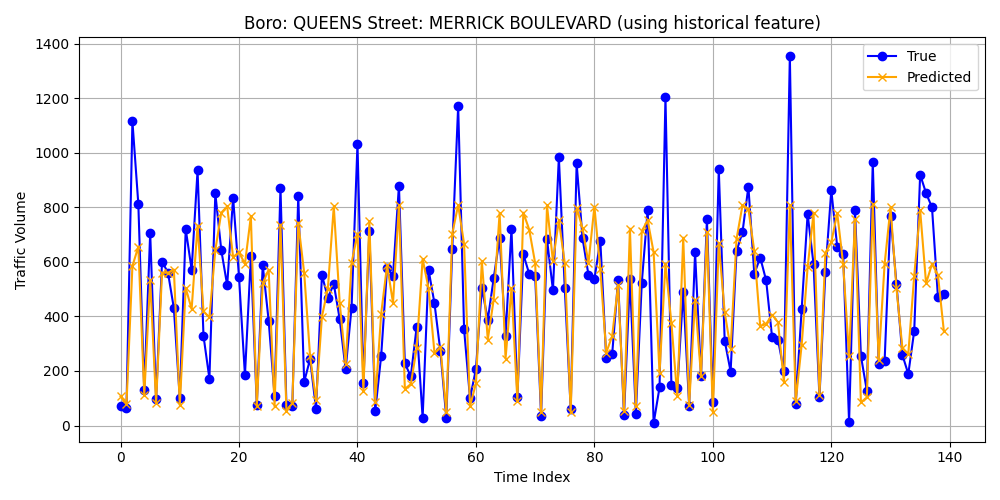 Boro: QUEENS Street: MERRICK BOULEVARD (using historical feature)
True
Predicted
Traffic Volume
1400
1200
1000
800
600
400
200
0
0 20 40 60 80 100 120 140
Time Index